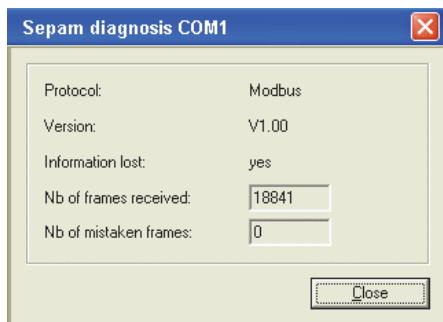 Sepam diagnosis COM1
Protocol: Modbus
Version: V1.00
Information lost: yes
Nb of frames received: 18841
Nb of mistaken frames: 0
Close